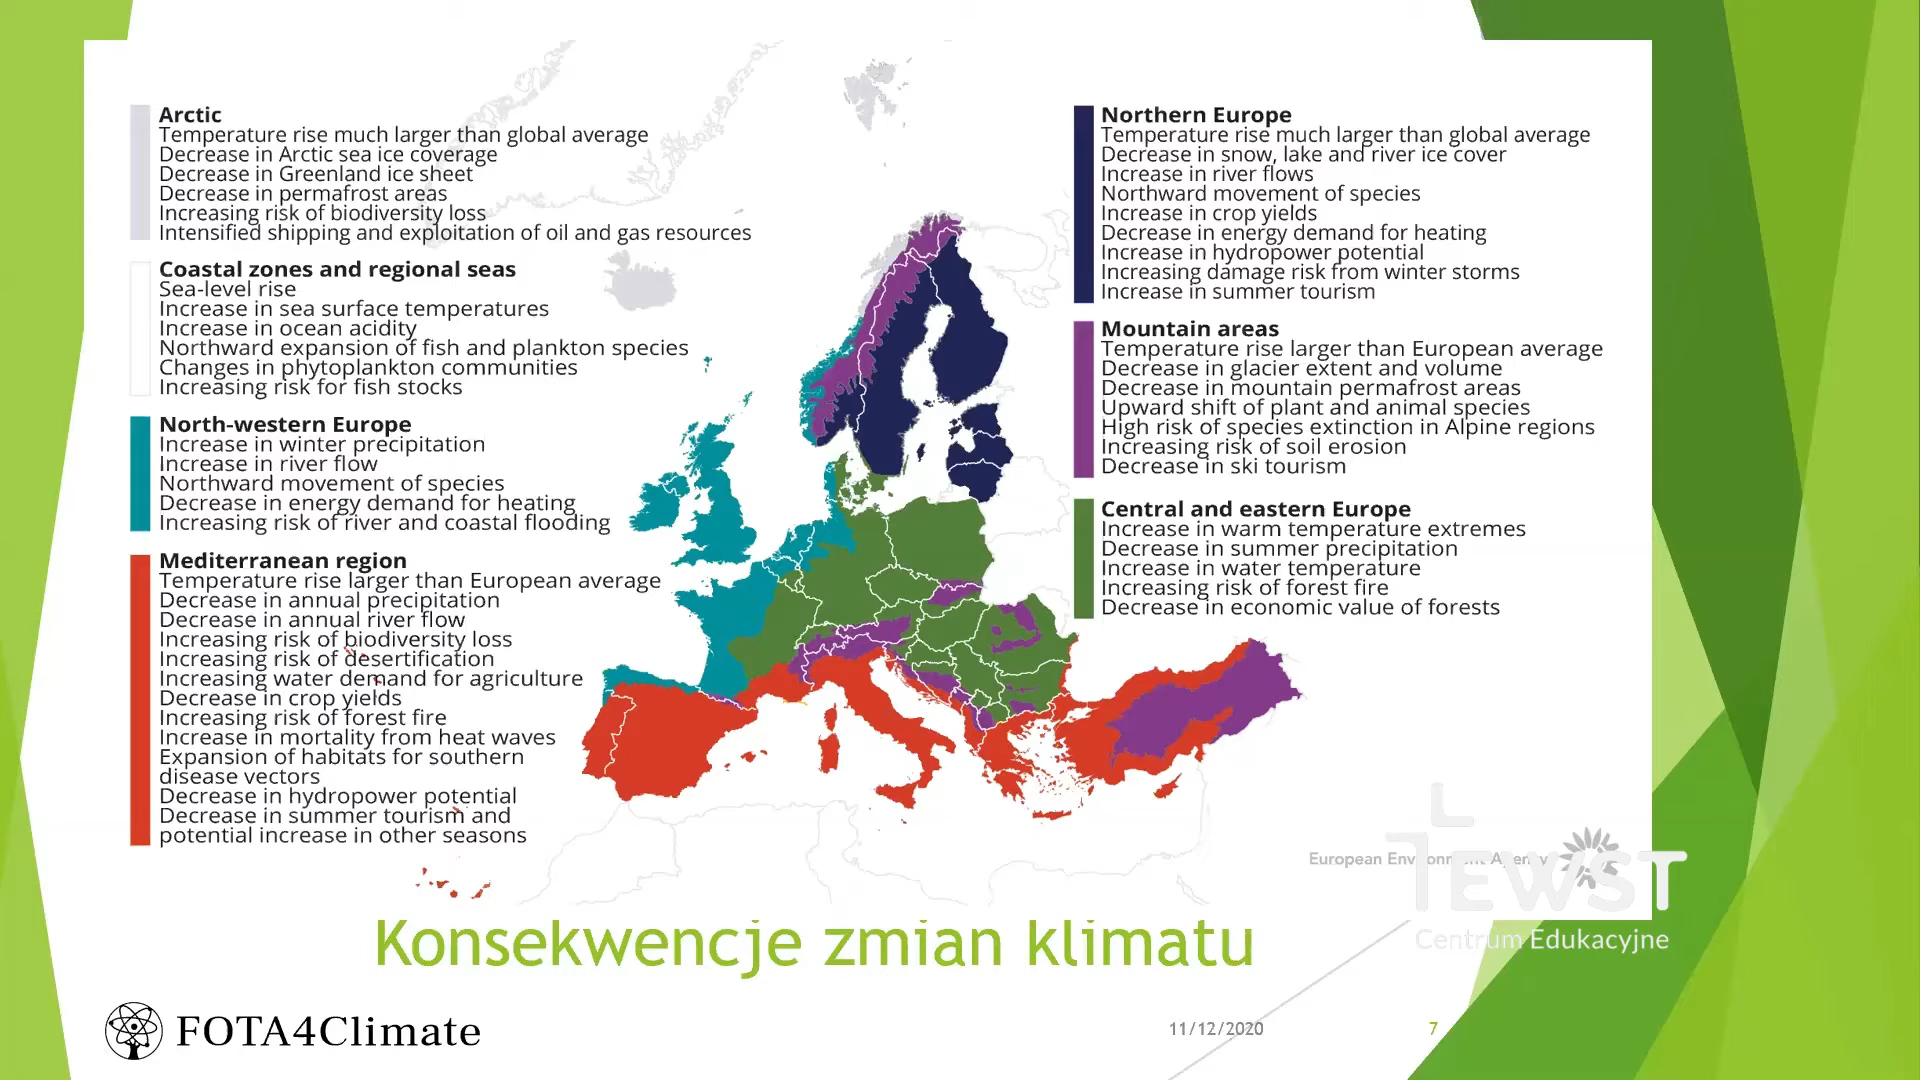 Arctic
Temperature rise much larger than global average
Decrease in Arctic sea ice coverage
Decrease in Greenland ice sheet
Decrease in permafrost areas
Increasing risk of biodiversity loss
Intensified shipping and exploitation of oil and gas resources
Coastal zones and regional seas
Sea-level rise
Increase in sea surface temperatures
Increase in ocean acidity
Northward expansion of fish and plankton species
Changes in phytoplankton communities
Increasing risk for fish stocks
North-western Europe
Increase in winter precipitation
Increase in river flow
Northward movement of species
Decrease in energy demand for heating
Increasing risk of river and coastal flooding
Mediterranean region
Temperature rise larger than European average
Decrease in annual precipitation
Decrease in annual river flow
Increasing risk of biodiversity loss
Increasing risk of desertification
Increasing water demand for agriculture
Decrease in crop yields
Increasing risk of forest fire
Increase in mortality from heat waves
Expansion of habitats for southern
disease vectors
Decrease in hydropower potential
Decrease in summer tourism and
potential increase in other seasons
Northern Europe
Temperature rise much larger than global average
Decrease in snow, lake and river ice cover
Increase in river flows
Northward movement of species
Increase in crop yields
Decrease in energy demand for heating
Increase in hydropower potential
Increasing damage risk from winter storms
Increase in summer tourism
Mountain areas
Temperature rise larger than European average
Decrease in glacier extent and volume
Decrease in mountain permafrost areas
Upward shift of plant and animal species
High risk of species extinction in Alpine regions
Increasing risk of soil erosion
Decrease in ski tourism
Central and eastern Europe
Increase in warm temperature extremes
Decrease in summer precipitation
Increase in water temperature
Increasing risk of forest fire
Decrease in economic value of forests
European Environment Agency
Centrum Edukacyjne
Konsekwencje zmian klimatu
FOTA4Climate
11/12/2020
7